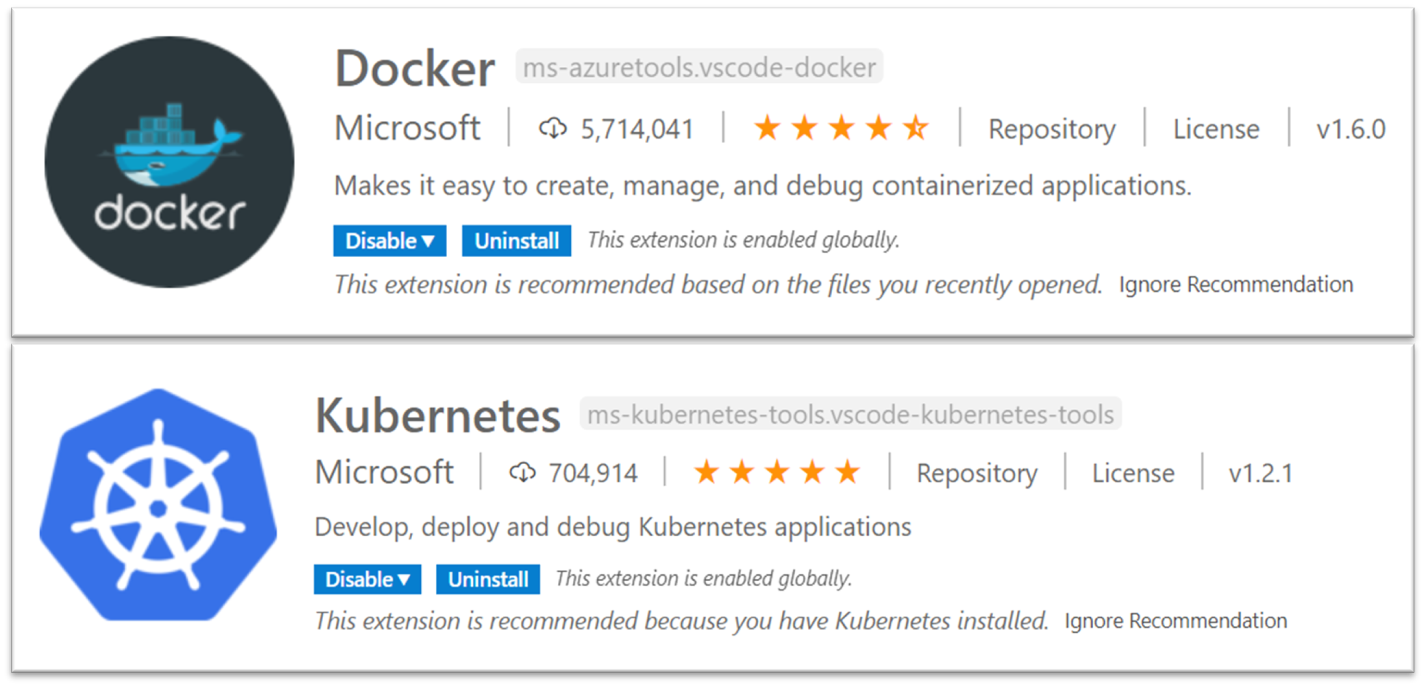 Docker ms-azuretools.vscode-docker
Microsoft 5,714,041 Repository License v1.6.0
Makes it easy to create, manage, and debug containerized applications.
docker
Disable Uninstall This extension is enabled globally.
This extension is recommended based on the files you recently opened. Ignore Recommendation
Kubernetes ms-kubernetes-tools.vscode-kubernetes-tools
Microsoft 704,914 Repository License v1.2.1
Develop, deploy and debug Kubernetes applications
Disable Uninstall This extension is enabled globally.
This extension is recommended because you have Kubernetes installed. Ignore Recommendation